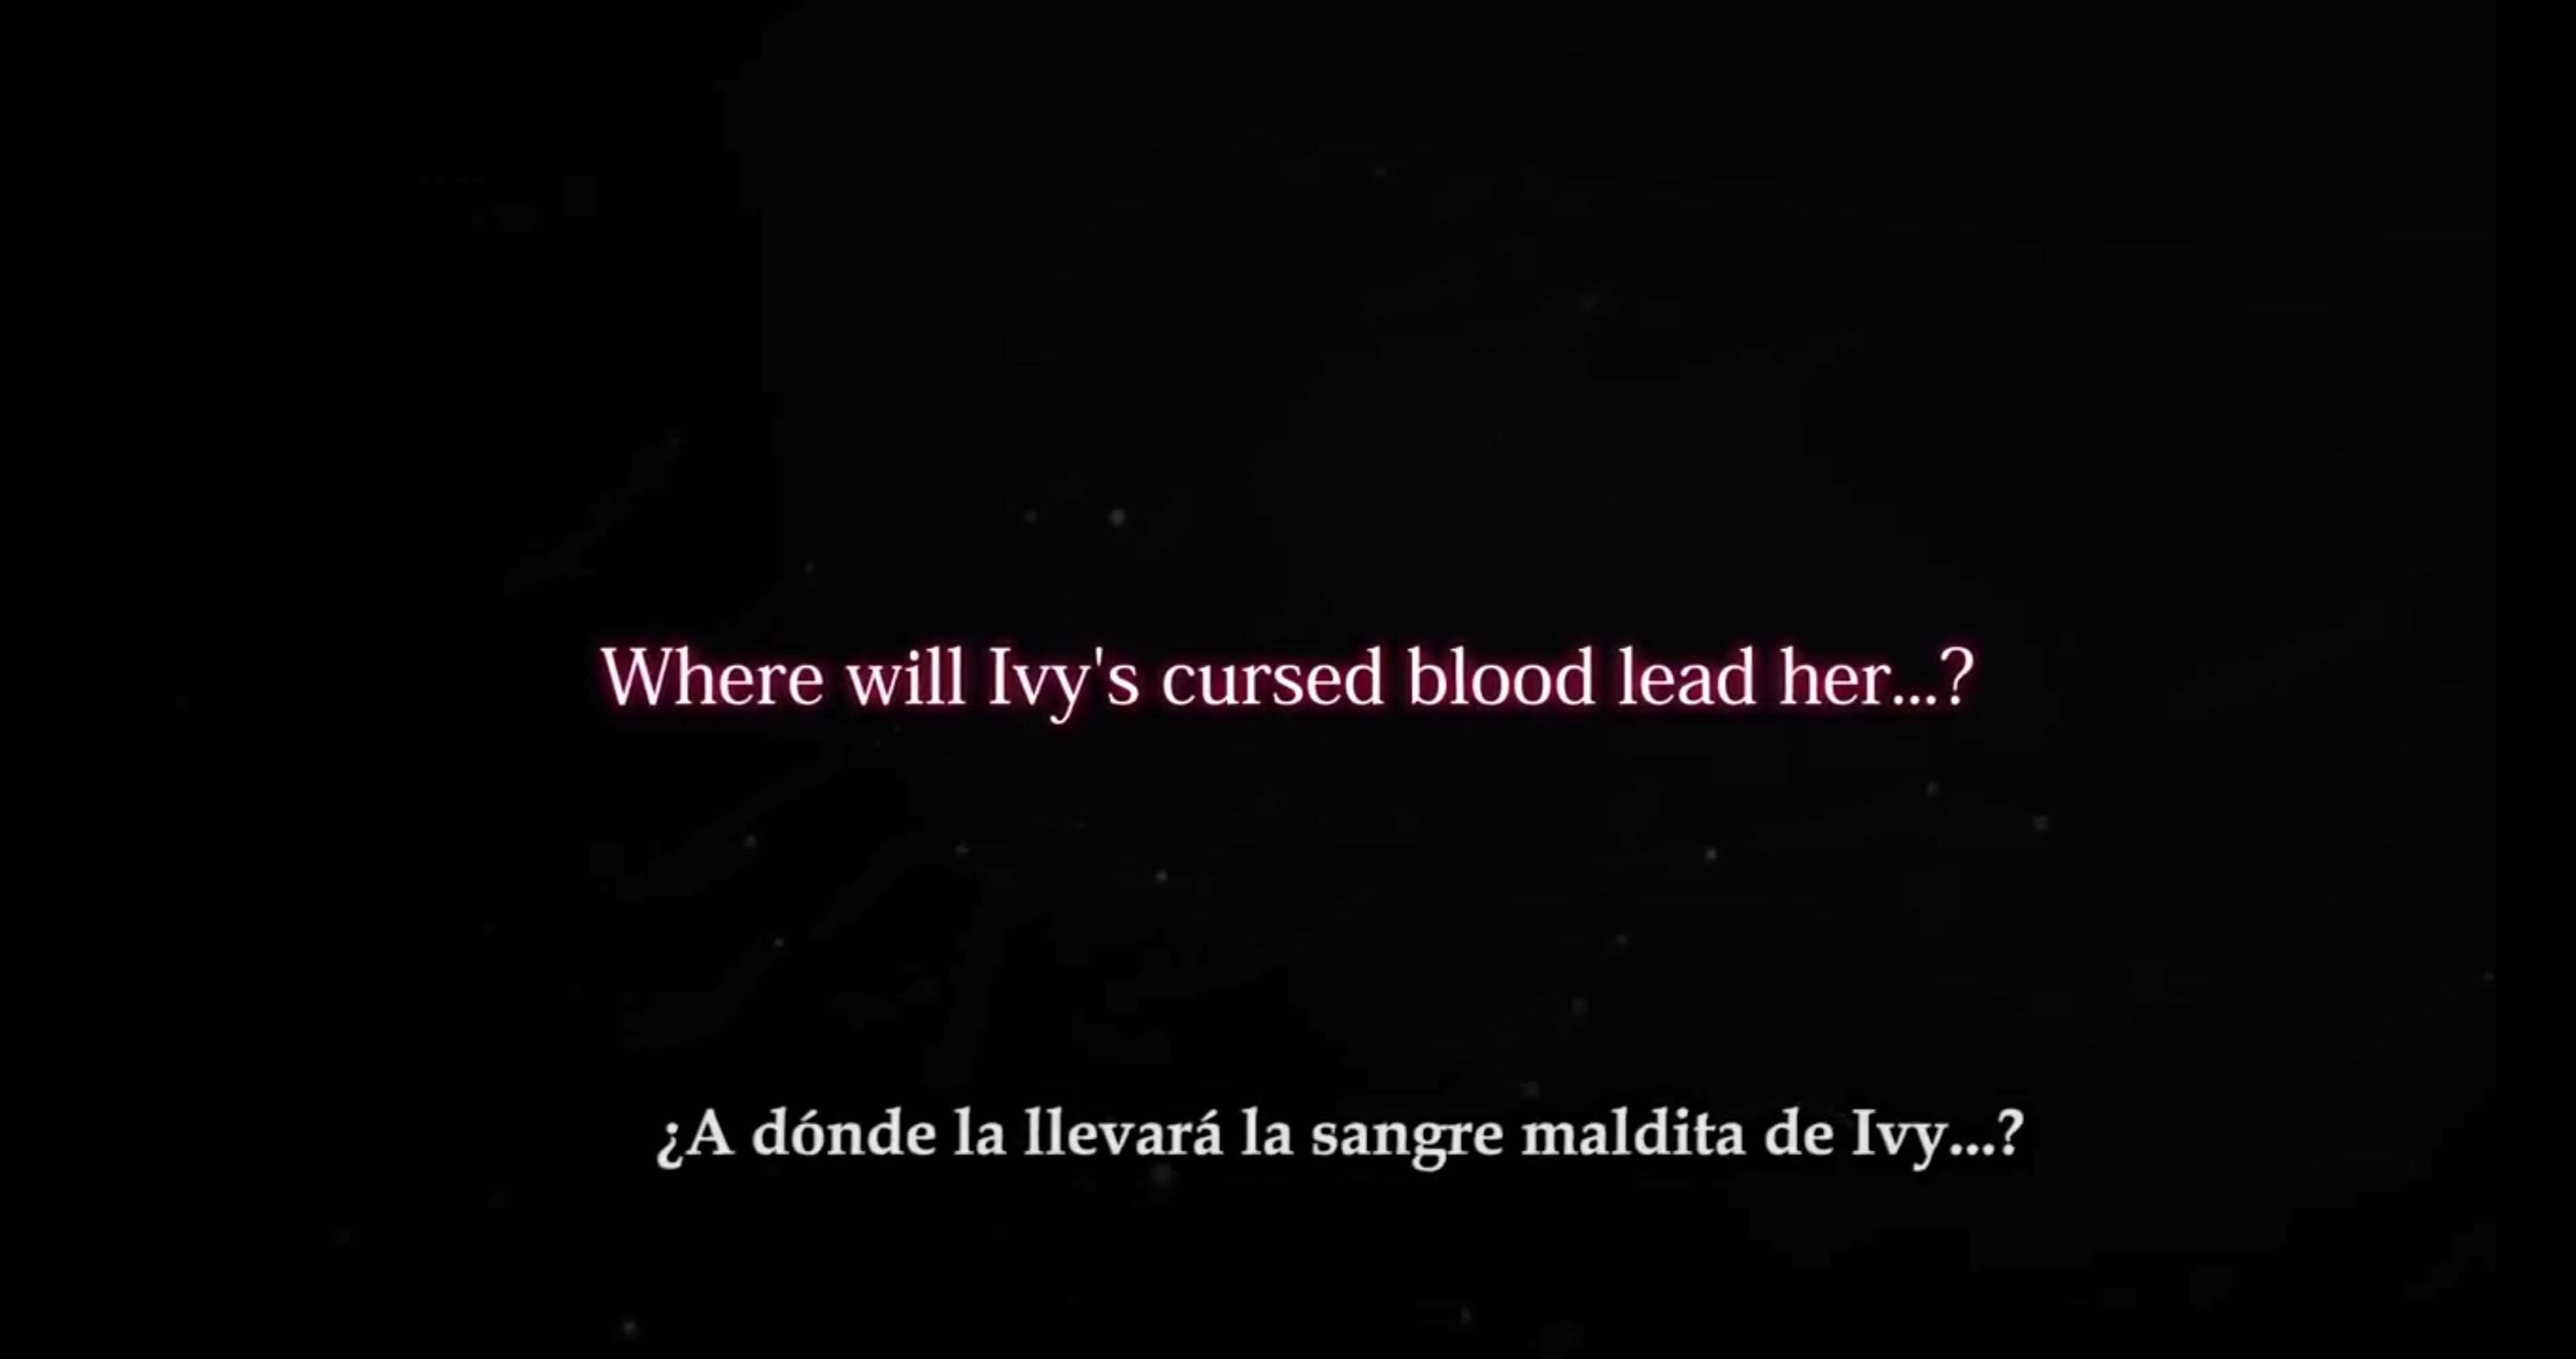 Where will Ivy's cursed blood lead her...?
¿A dónde la llevará la sangre maldita de Ivy...?